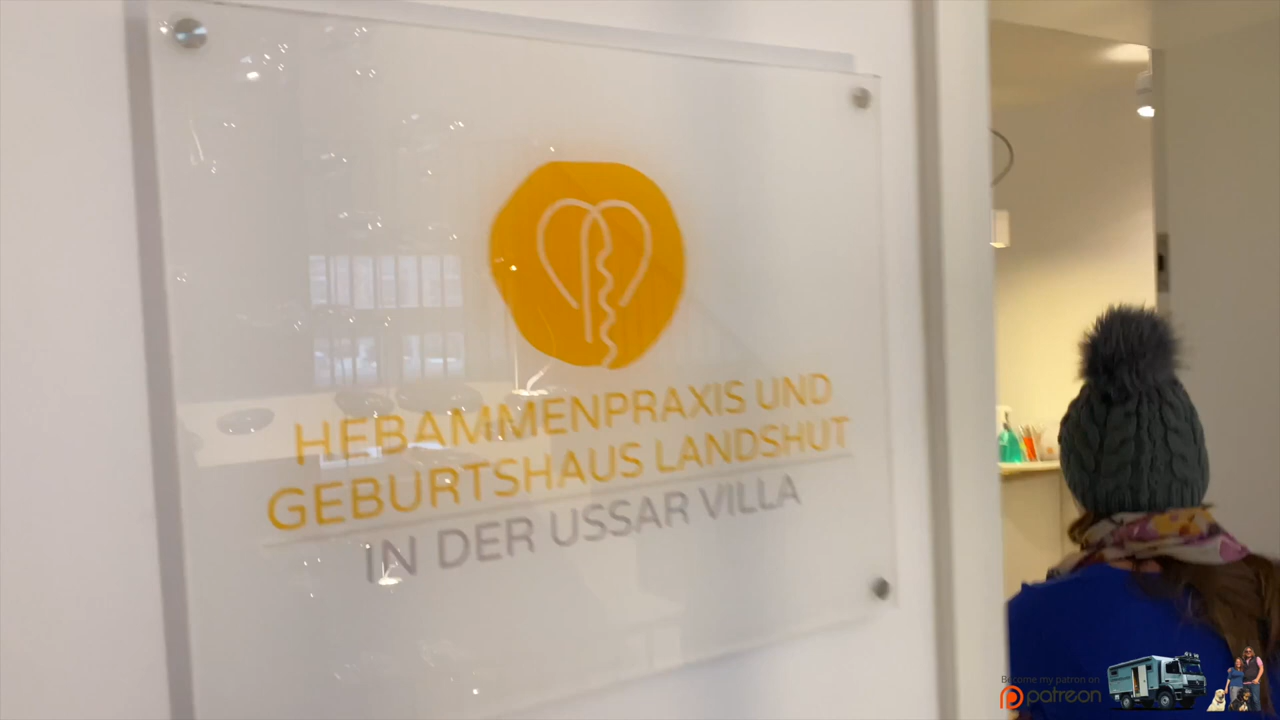 HEBAMMENPRAXIS UND
GEBURTSHAUS LANDSHUT
IN DER USSAR VILLA
Become my patron on
patreon